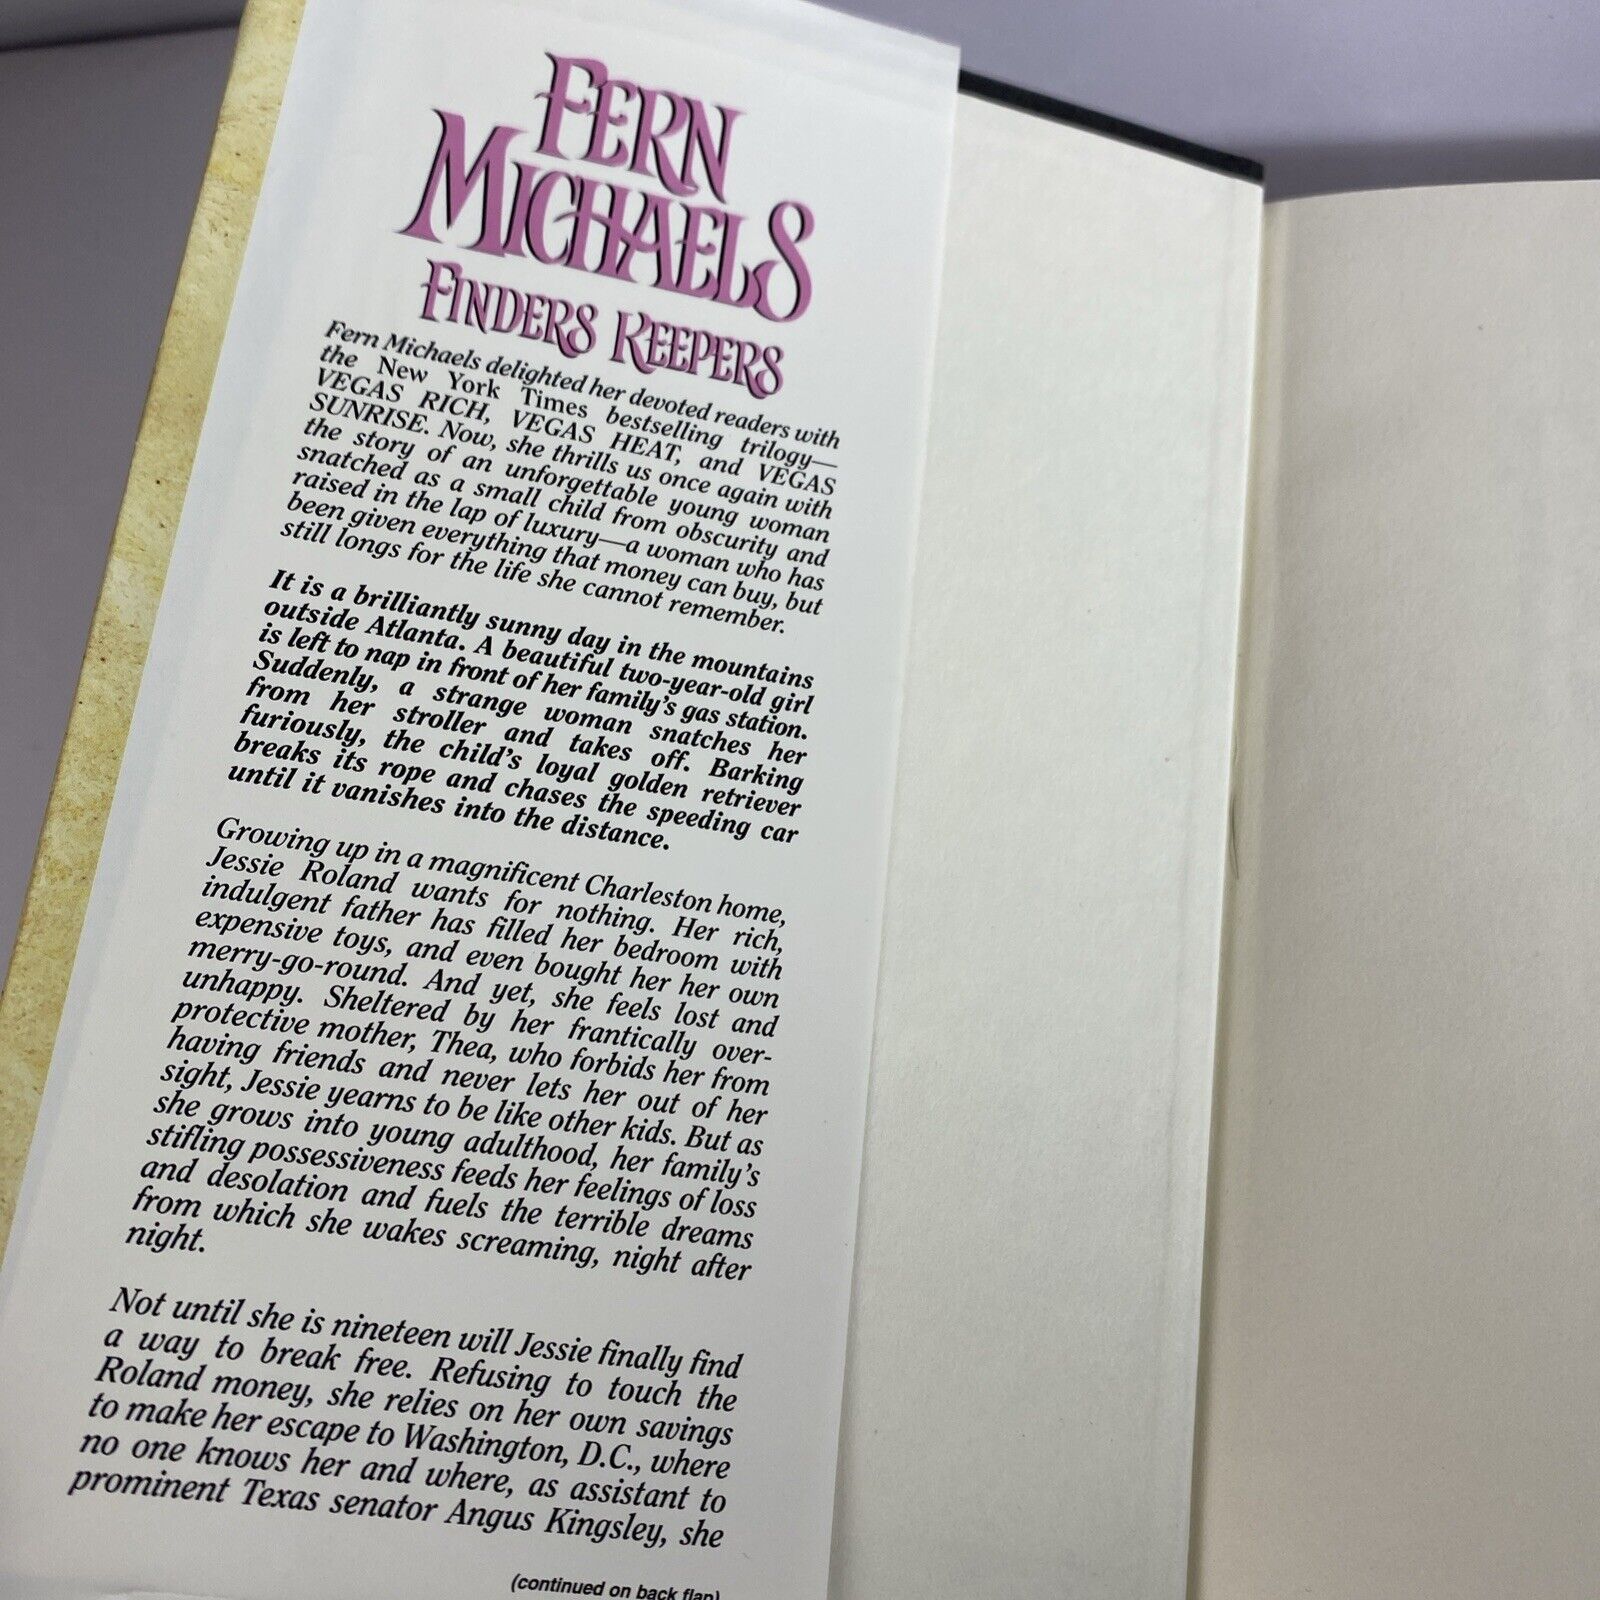 FERN
MICHAELS
FINDERS KEEPERS
Fern Michaels delighted her devoted readers with
the New York Times bestselling trilogy—
VEGAS RICH, VEGAS HEAT, and VEGAS
SUNRISE. Now, she thrills us once again with
the story of an unforgettable young woman
snatched as a small child from obscurity and
raised in the lap of luxury—a woman who has
been given everything that money can buy, but
still longs for the life she cannot remember.
It is a brilliantly sunny day in the mountains
outside Atlanta. A beautiful two-year-old girl
is left to nap in front of her family's gas station.
Suddenly, a strange woman snatches her
from her stroller and takes off. Barking
furiously, the child's loyal golden retriever
breaks its rope and chases the speeding car
until it vanishes into the distance.
Growing up in a magnificent Charleston home,
Jessie Roland wants for nothing. Her rich,
indulgent father has filled her bedroom with
expensive toys, and even bought her her own
merry-go-round. And yet, she feels lost and
unhappy. Sheltered by her frantically over-
protective mother, Thea, who forbids her from
having friends and never lets her out of her
sight, Jessie yearns to be like other kids. But as
she grows into young adulthood, her family's
stifling possessiveness feeds her feelings of loss
and desolation and fuels the terrible dreams
from which she wakes screaming, night after
night.
Not until she is nineteen will Jessie finally find
a way to break free. Refusing to touch the
Roland money, she relies on her own savings
to make her escape to Washington, D.C., where
no one knows her and where, as assistant to
prominent Texas senator Angus Kingsley, she
(continued on back flap)